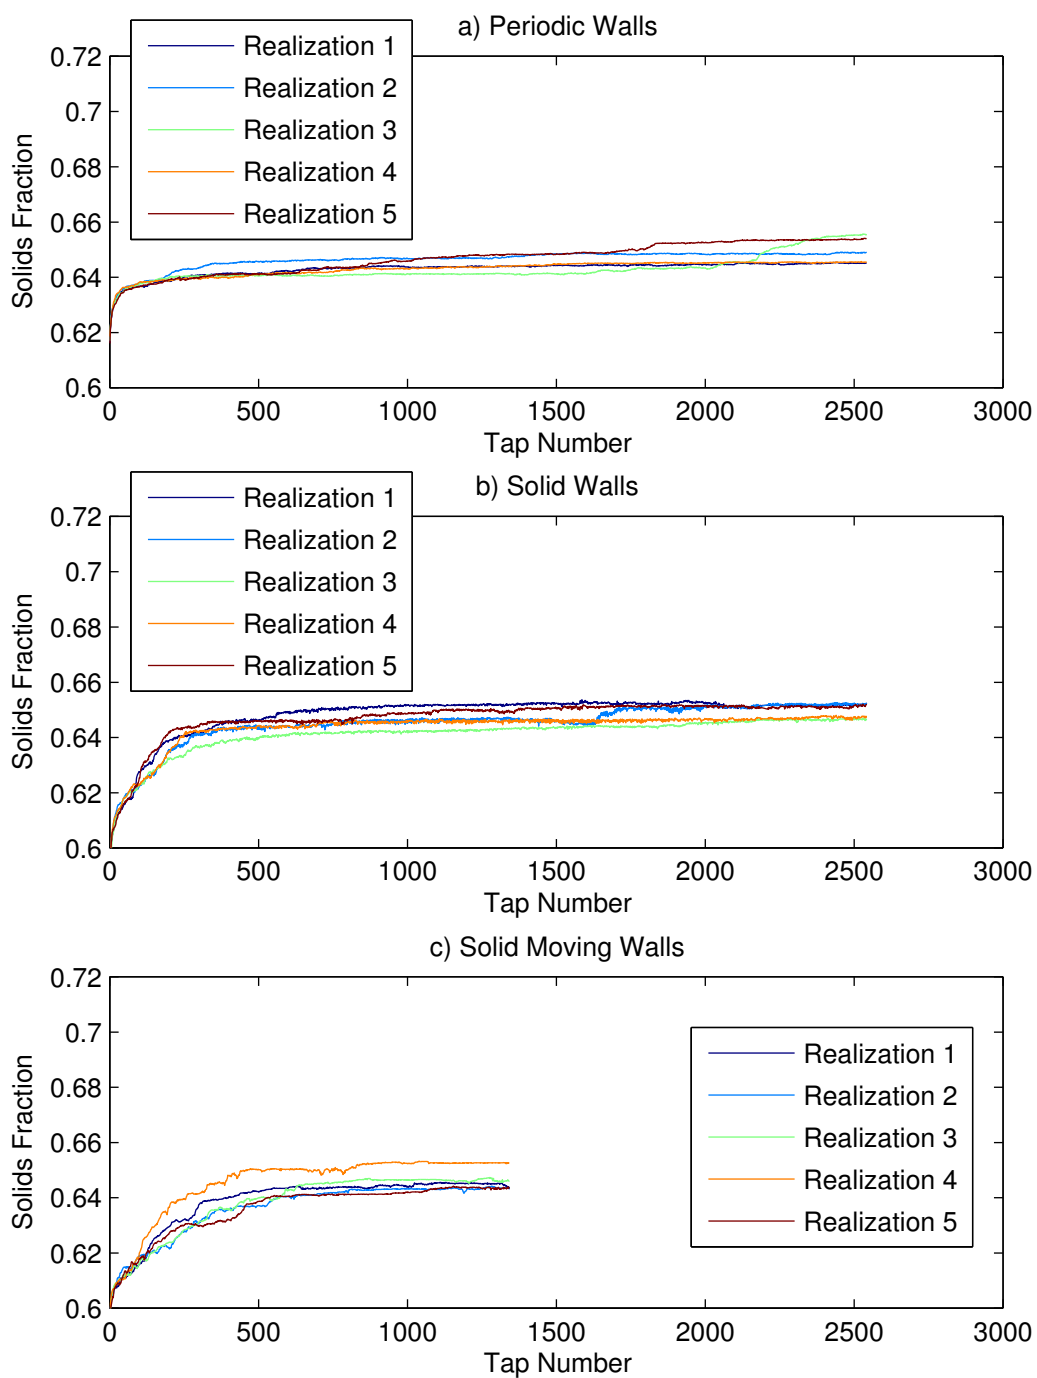 a) Periodic Walls
Realization 1
Realization 2
Realization 3
Realization 4
Realization 5
0.72
0.7
0.68
0.66
0.64
0.62
0.6
Solids Fraction
0 500 1000 1500 2000 2500 3000
Tap Number
b) Solid Walls
Realization 1
Realization 2
Realization 3
Realization 4
Realization 5
0.72
0.7
0.68
0.66
0.64
0.62
0.6
Solids Fraction
0 500 1000 1500 2000 2500 3000
Tap Number
c) Solid Moving Walls
0.72
0.7
0.68
0.66
0.64
0.62
0.6
Solids Fraction
Realization 1
Realization 2
Realization 3
Realization 4
Realization 5
0 500 1000 1500 2000 2500 3000
Tap Number